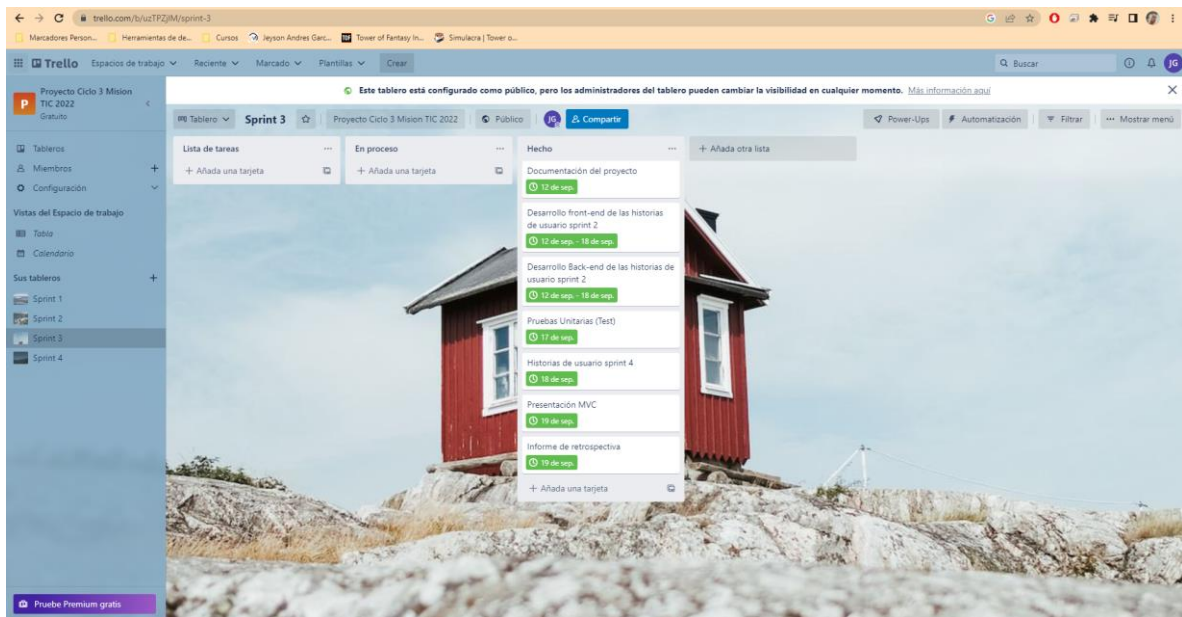 trello.com/b/uzTPZjIM/sprint-3
Marcadores Person... Herramientas de de... Cursos Jeyson Andres Garc... Tower of Fantasy In... Simulacra | Tower o...
Trello Espacios de trabajo Reciente Marcado Plantillas Crear Buscar JG
P Proyecto Ciclo 3 Mision TIC 2022
Gratuito
Este tablero está configurado como público, pero los administradores del tablero pueden cambiar la visibilidad en cualquier momento. Más información aquí
Tablero Sprint 3 Proyecto Ciclo 3 Mision TIC 2022 Público JG Compartir Power-Ups Automatización Filtrar ... Mostrar menú
Tableros
Miembros +
Configuración
Vistas del Espacio de trabajo
Tabla
Calendario
Sus tableros +
Sprint 1
Sprint 2
Sprint 3
Sprint 4
Pruebe Premium gratis
Lista de tareas ...
+ Añada una tarjeta
En proceso ...
+ Añada una tarjeta
Hecho ...
Documentación del proyecto
12 de sep.
Desarrollo front-end de las historias
de usuario sprint 2
12 de sep. - 18 de sep.
Desarrollo Back-end de las historias de
usuario sprint 2
12 de sep. - 18 de sep.
Pruebas Unitarias (Test)
17 de sep.
Historias de usuario sprint 4
18 de sep.
Presentación MVC
19 de sep.
Informe de retrospectiva
19 de sep.
+ Añada una tarjeta
+ Añada otra lista